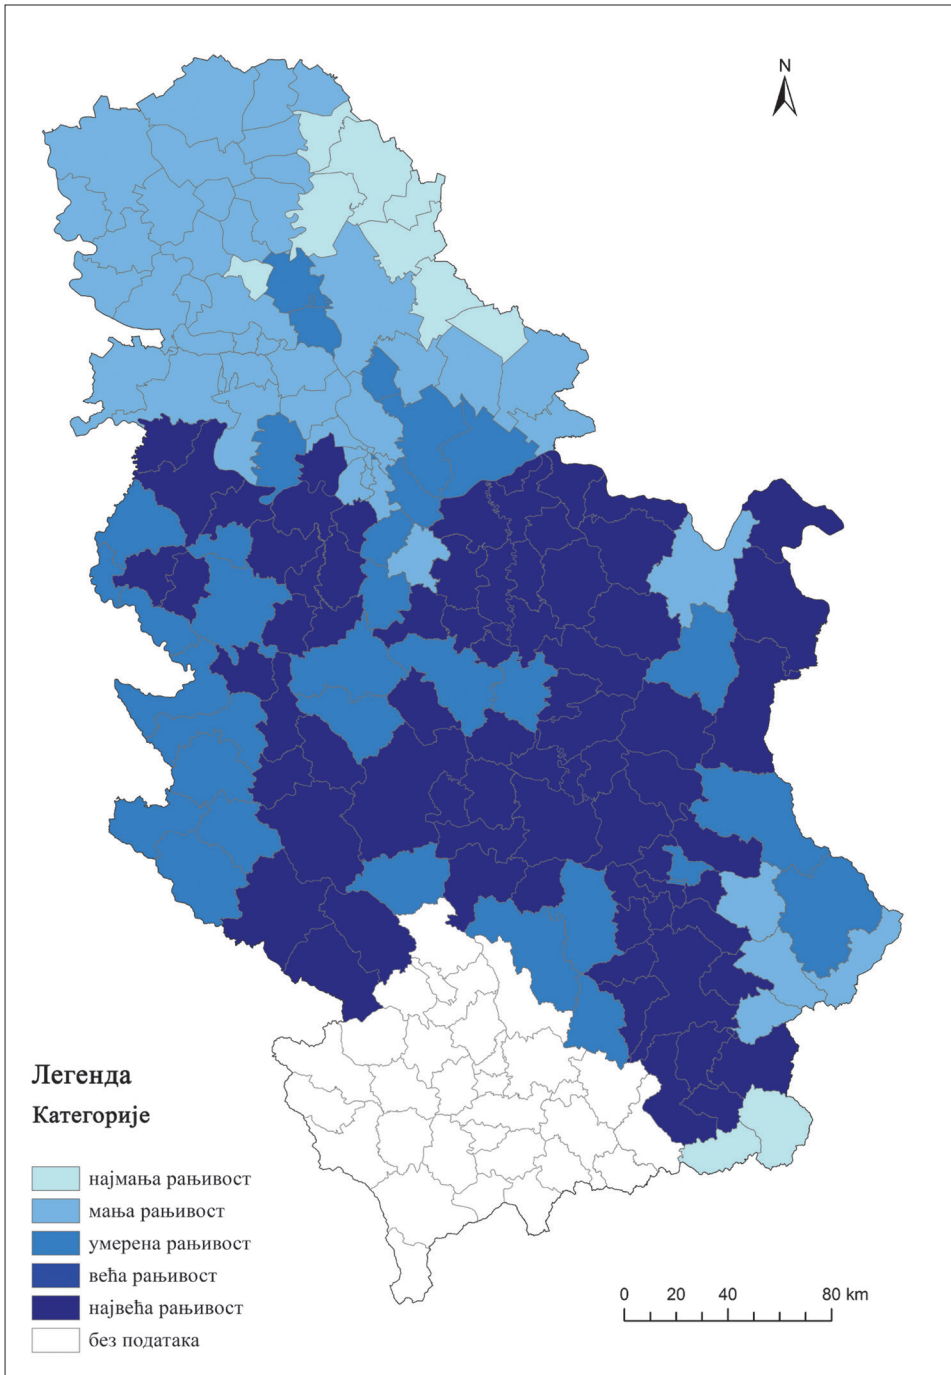 N
Легенда
Категорије
најмања рањивост
мања рањивост
умерена рањивост
већа рањивост
највећа рањивост
без података
0 20 40 80 km